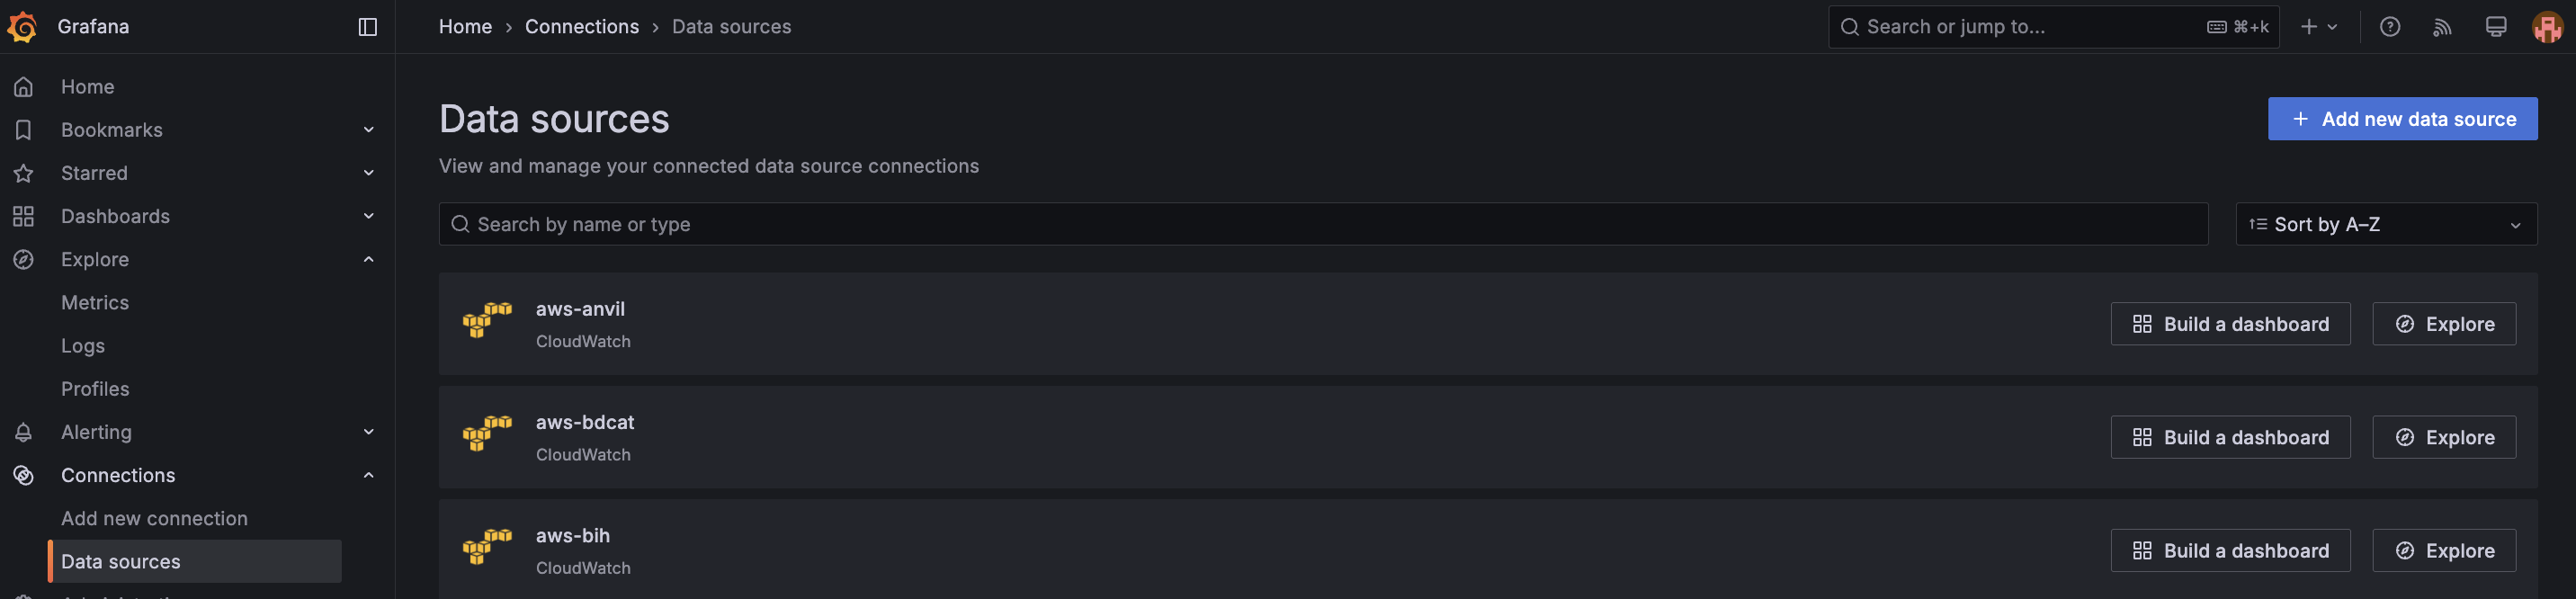 Grafana
Home › Connections › Data sources
Search or jump to...
⌘+k
Home
Bookmarks
Starred
Dashboards
Explore
Metrics
Logs
Profiles
Alerting
Connections
Add new connection
Data sources
Data sources
+ Add new data source
View and manage your connected data source connections
Search by name or type
Sort by A–Z
aws-anvil
CloudWatch
Build a dashboard
Explore
aws-bdcat
CloudWatch
Build a dashboard
Explore
aws-bih
CloudWatch
Build a dashboard
Explore